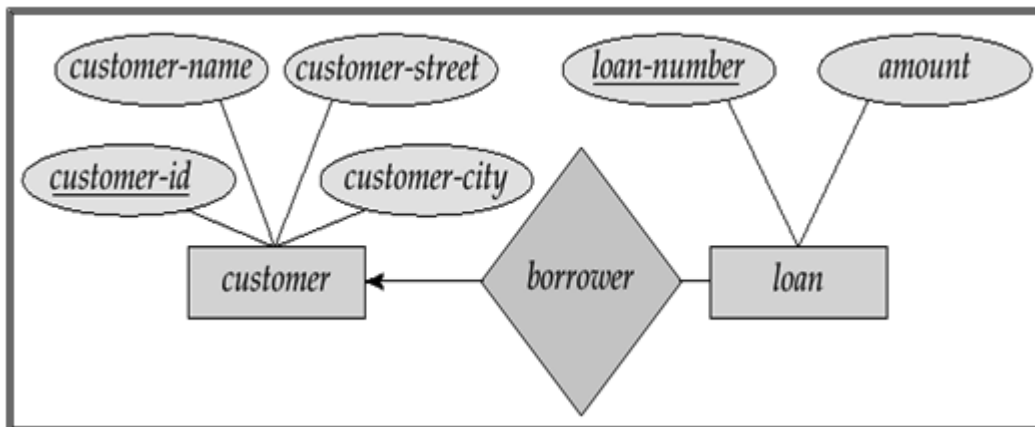 customer-name
customer-street
loan-number
amount
customer-id
customer-city
customer
borrower
loan